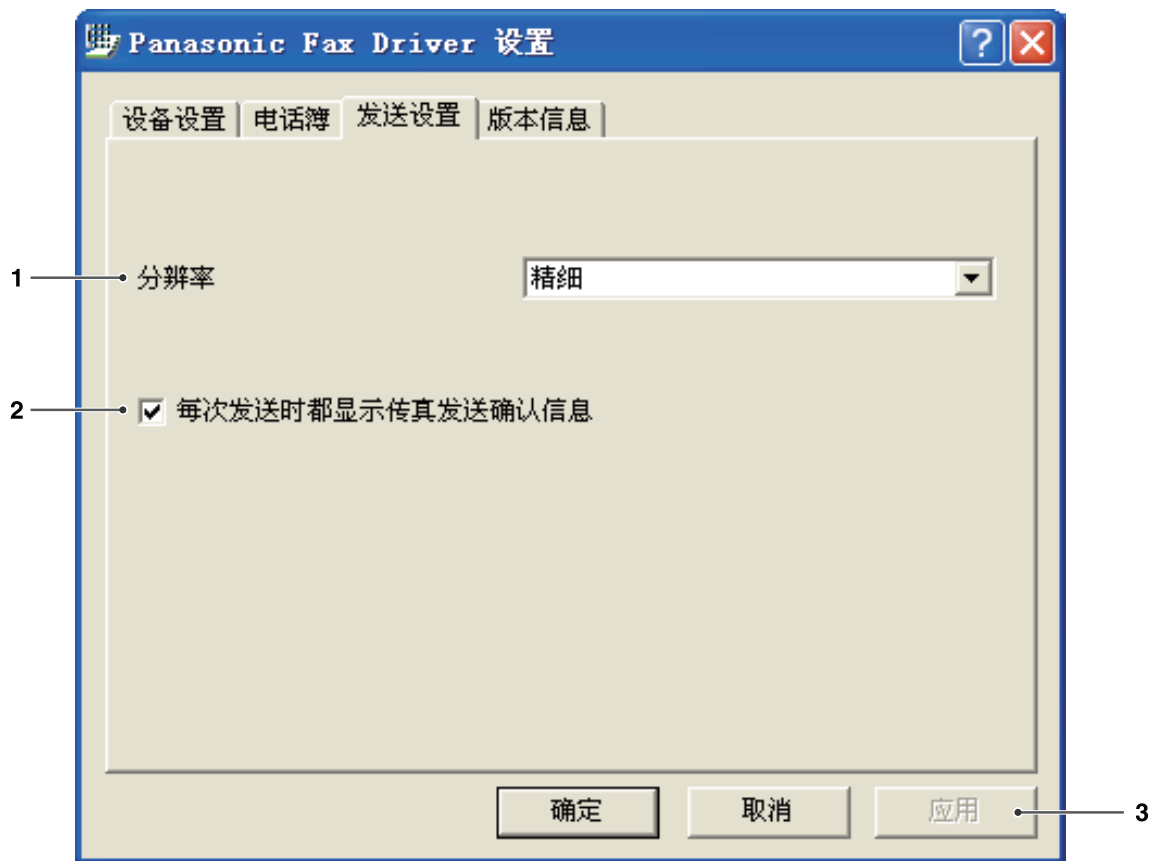 Panasonic Fax Driver 设置
设备设置 电话簿 发送设置 版本信息
1 分辨率 精细
2 每次发送时都显示传真发送确认信息
确定 取消 应用 3